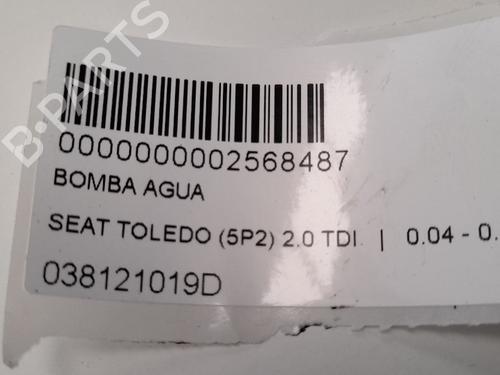 B-PARTS
0000000002568487
BOMBA AGUA
SEAT TOLEDO (5P2) 2.0 TDI | 0.04 - 0.
038121019D